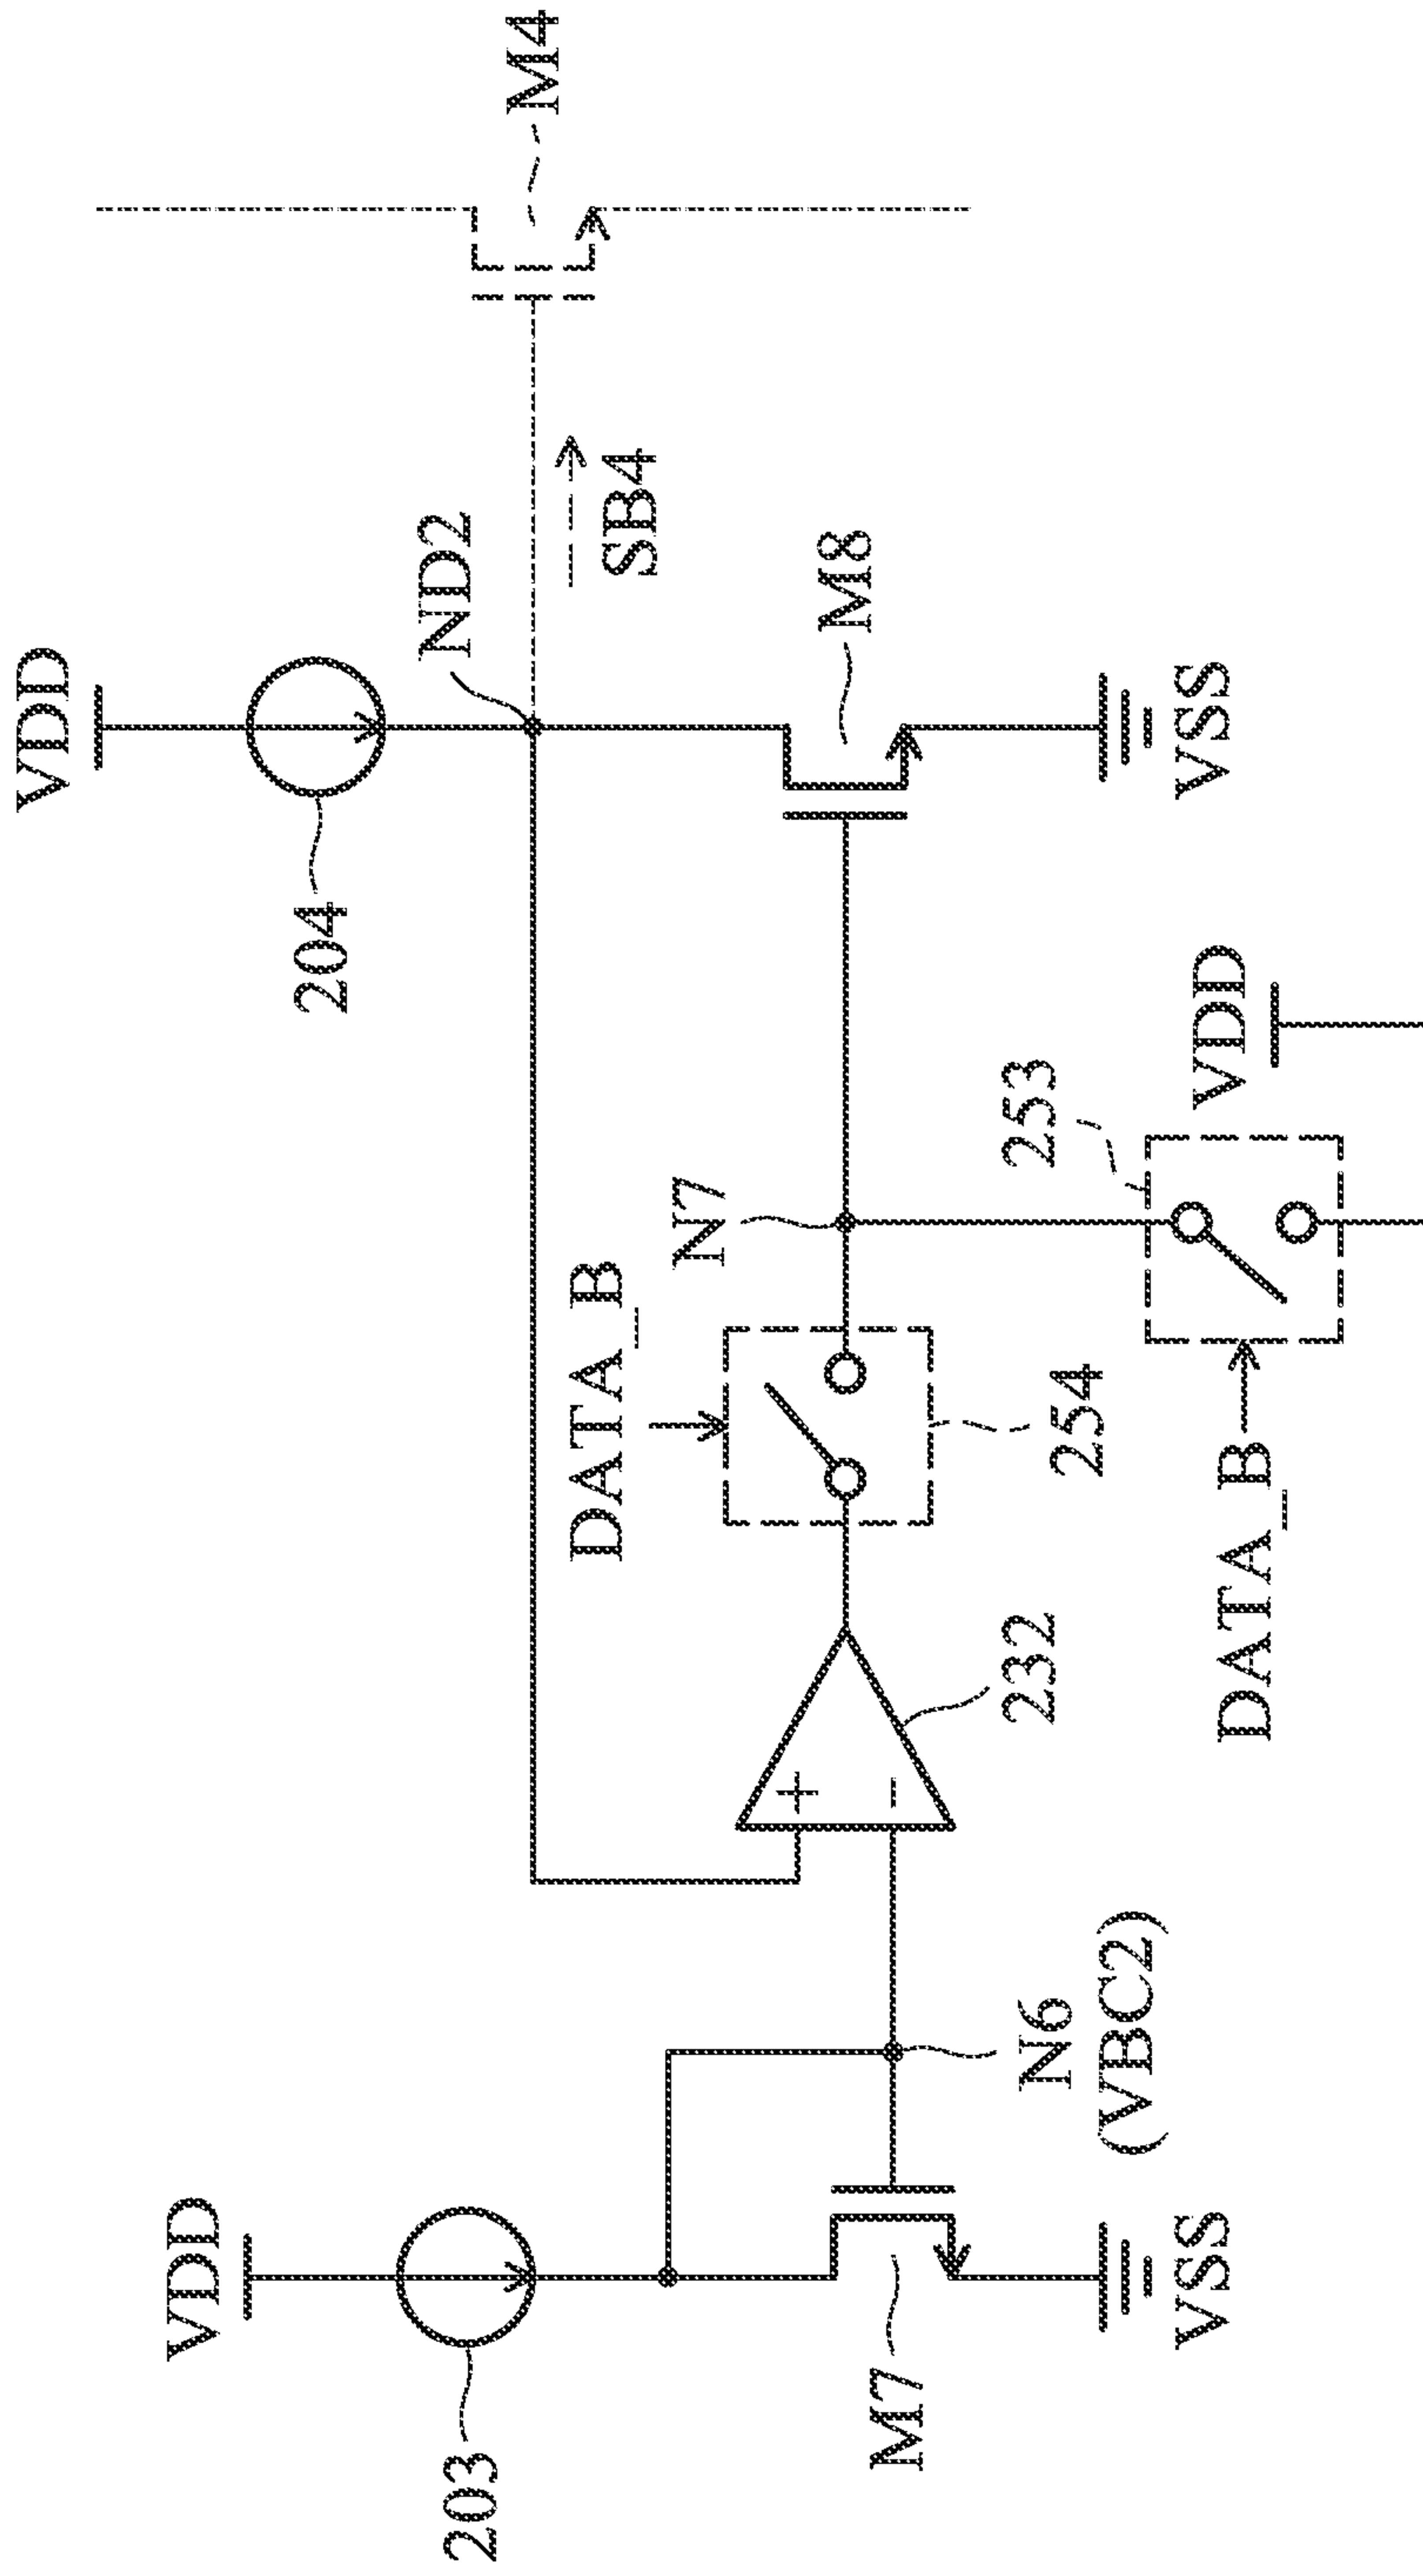 VDD
203
M7
VSS
N6
(VBC2)
232
DATA_B
254
N7
DATA_B
253
VDD
VDD
204
ND2
SB4
M8
VSS
M4